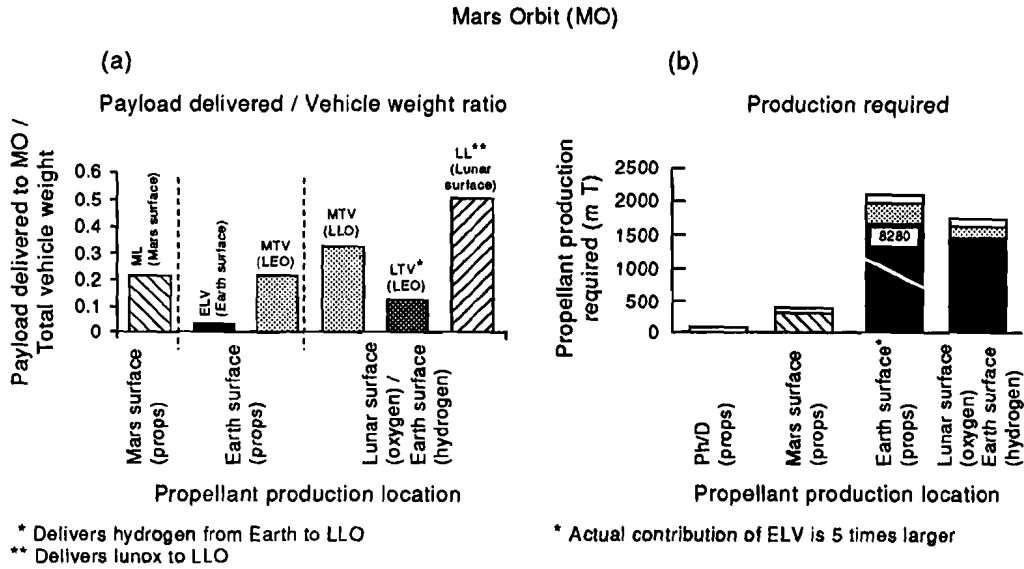 Mars Orbit (MO)
(a)
Payload delivered / Vehicle weight ratio
Payload delivered to MO /
Total vehicle weight
0.6
0.5
0.4
0.3
0.2
0.1
0
ML
(Mars surface)
ELV
(Earth surface)
MTV
(LEO)
MTV
(LLO)
LTV*
(LEO)
LL**
(Lunar
surface)
Mars surface
(props)
Earth surface
(props)
Lunar surface
(oxygen) /
Earth surface
(hydrogen)
Propellant production location
* Delivers hydrogen from Earth to LLO
** Delivers lunox to LLO
(b)
Production required
Propellant production
required (m T)
2500
2000
1500
1000
500
0
8280
Ph/D
(props)
Mars surface
(props)
Earth surface*
(props)
Lunar surface
(oxygen)
Earth surface
(hydrogen)
Propellant production location
* Actual contribution of ELV is 5 times larger